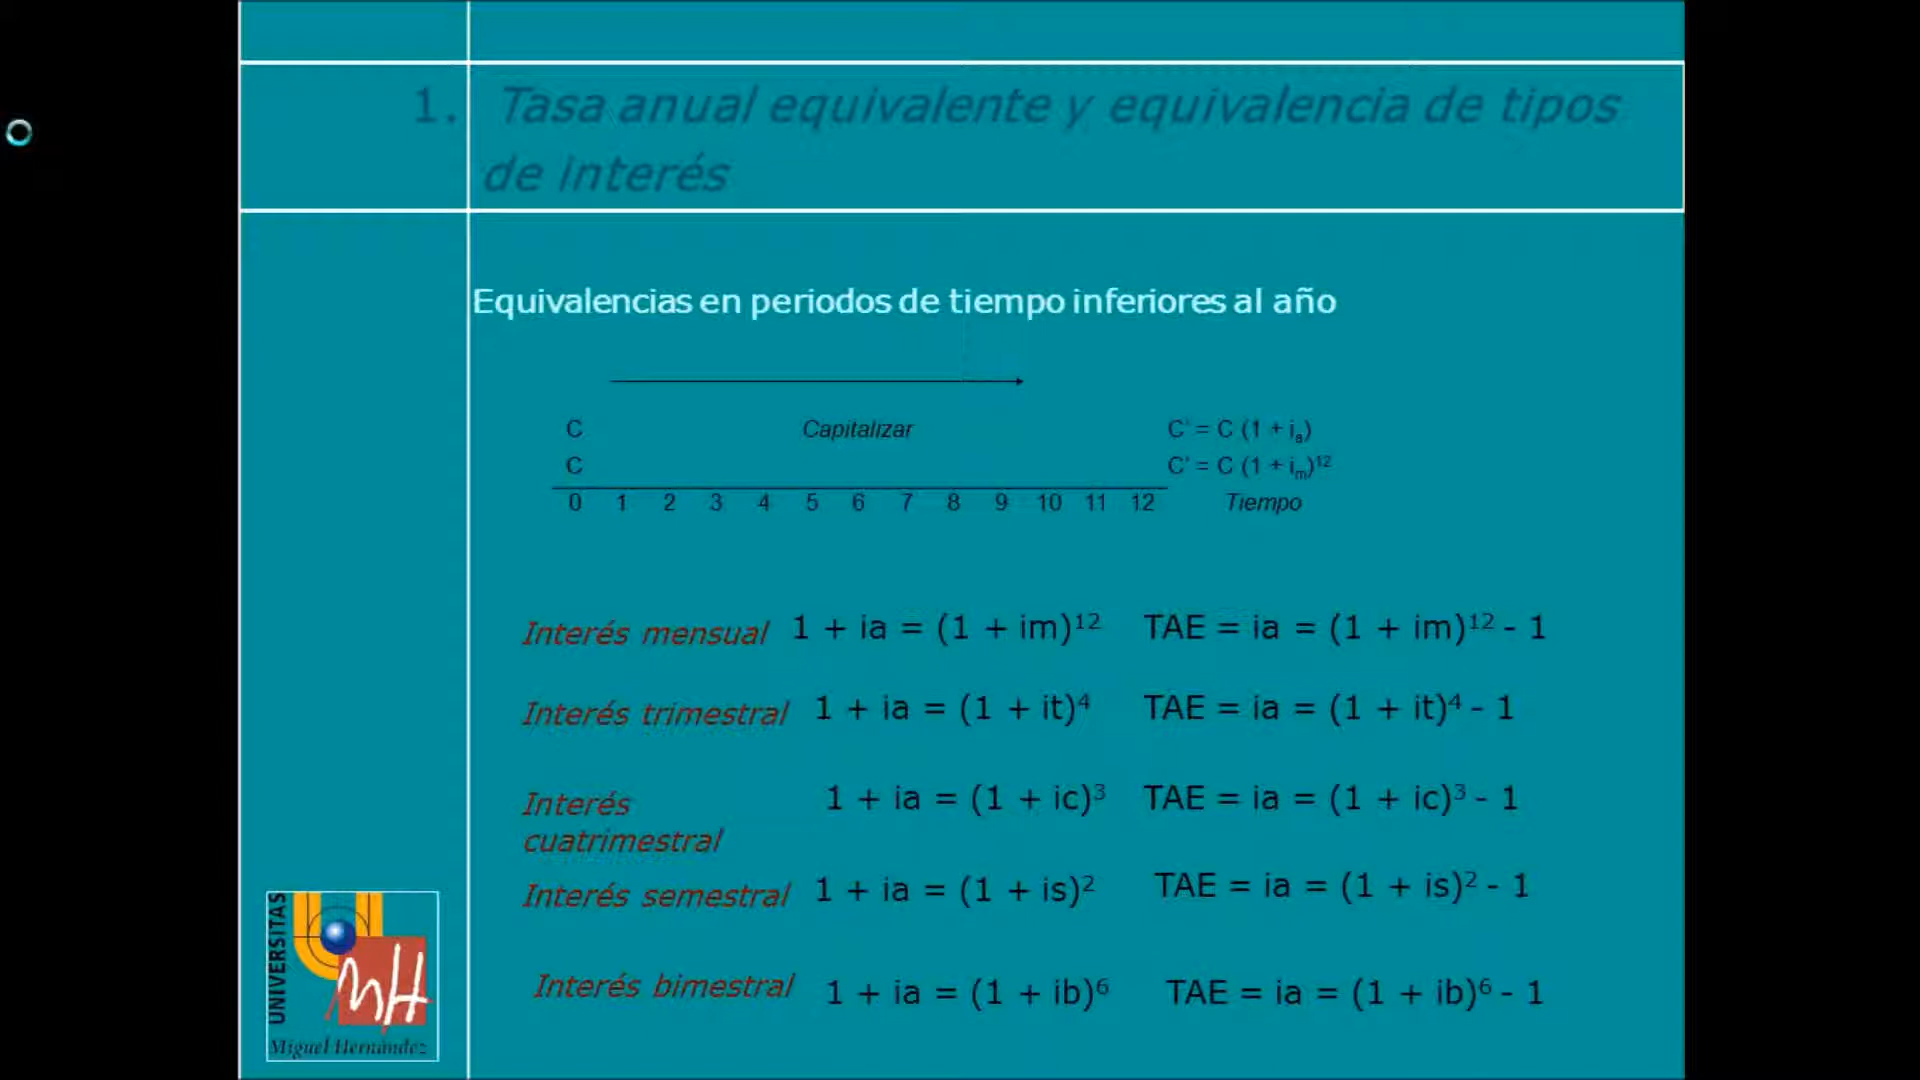 1. Tasa anual equivalente y equivalencia de tipos
de interés
Equivalencias en periodos de tiempo inferiores al año
C Capitalizar C' = C (1 + iₐ)
C C' = C (1 + iₘ)¹²
0 1 2 3 4 5 6 7 8 9 10 11 12 Tiempo
Interés mensual 1 + ia = (1 + im)¹² TAE = ia = (1 + im)¹² - 1
Interés trimestral 1 + ia = (1 + it)⁴ TAE = ia = (1 + it)⁴ - 1
Interés 1 + ia = (1 + ic)³ TAE = ia = (1 + ic)³ - 1
cuatrimestral
Interés semestral 1 + ia = (1 + is)² TAE = ia = (1 + is)² - 1
Interés bimestral 1 + ia = (1 + ib)⁶ TAE = ia = (1 + ib)⁶ - 1
UNIVERSITAS
MH
Miguel Hernández